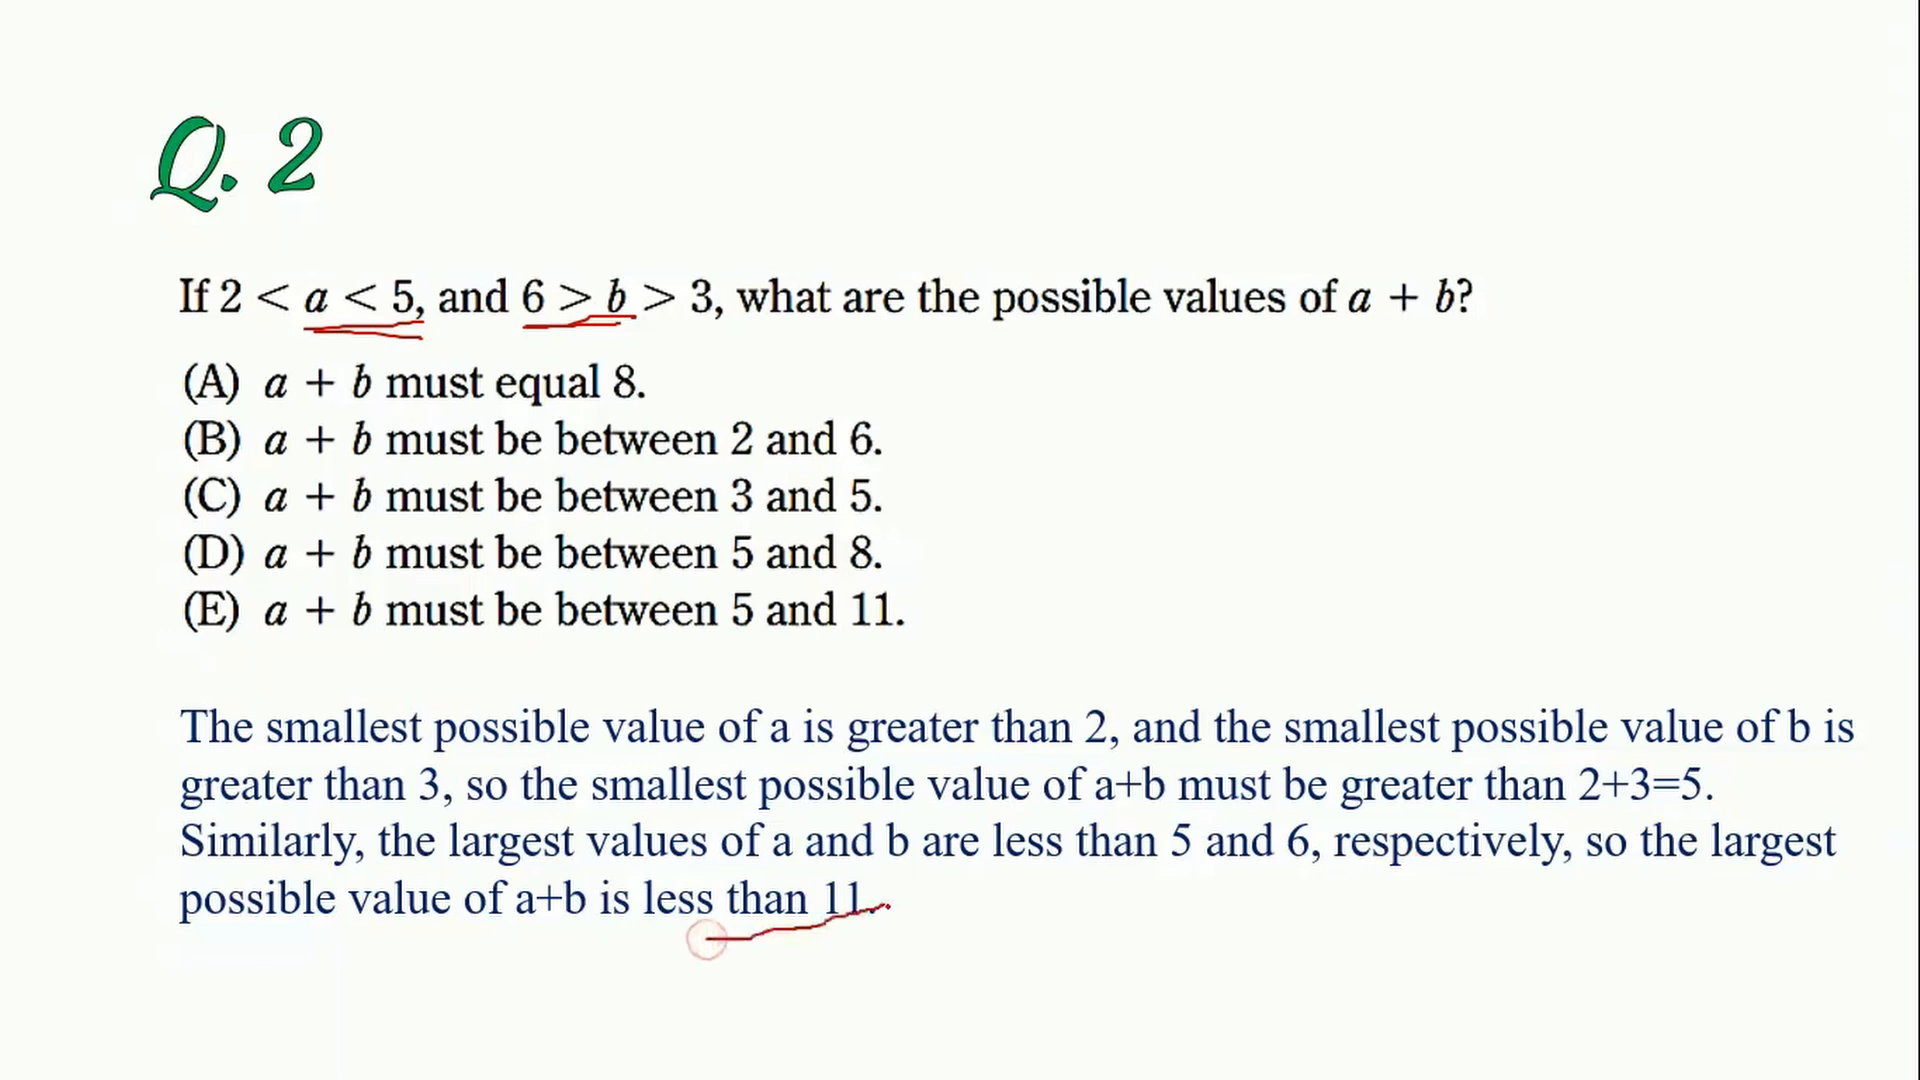 Q. 2
If 2 < a < 5, and 6 > b > 3, what are the possible values of a + b?
(A) a + b must equal 8.
(B) a + b must be between 2 and 6.
(C) a + b must be between 3 and 5.
(D) a + b must be between 5 and 8.
(E) a + b must be between 5 and 11.
The smallest possible value of a is greater than 2, and the smallest possible value of b is
greater than 3, so the smallest possible value of a+b must be greater than 2+3=5.
Similarly, the largest values of a and b are less than 5 and 6, respectively, so the largest
possible value of a+b is less than 11.